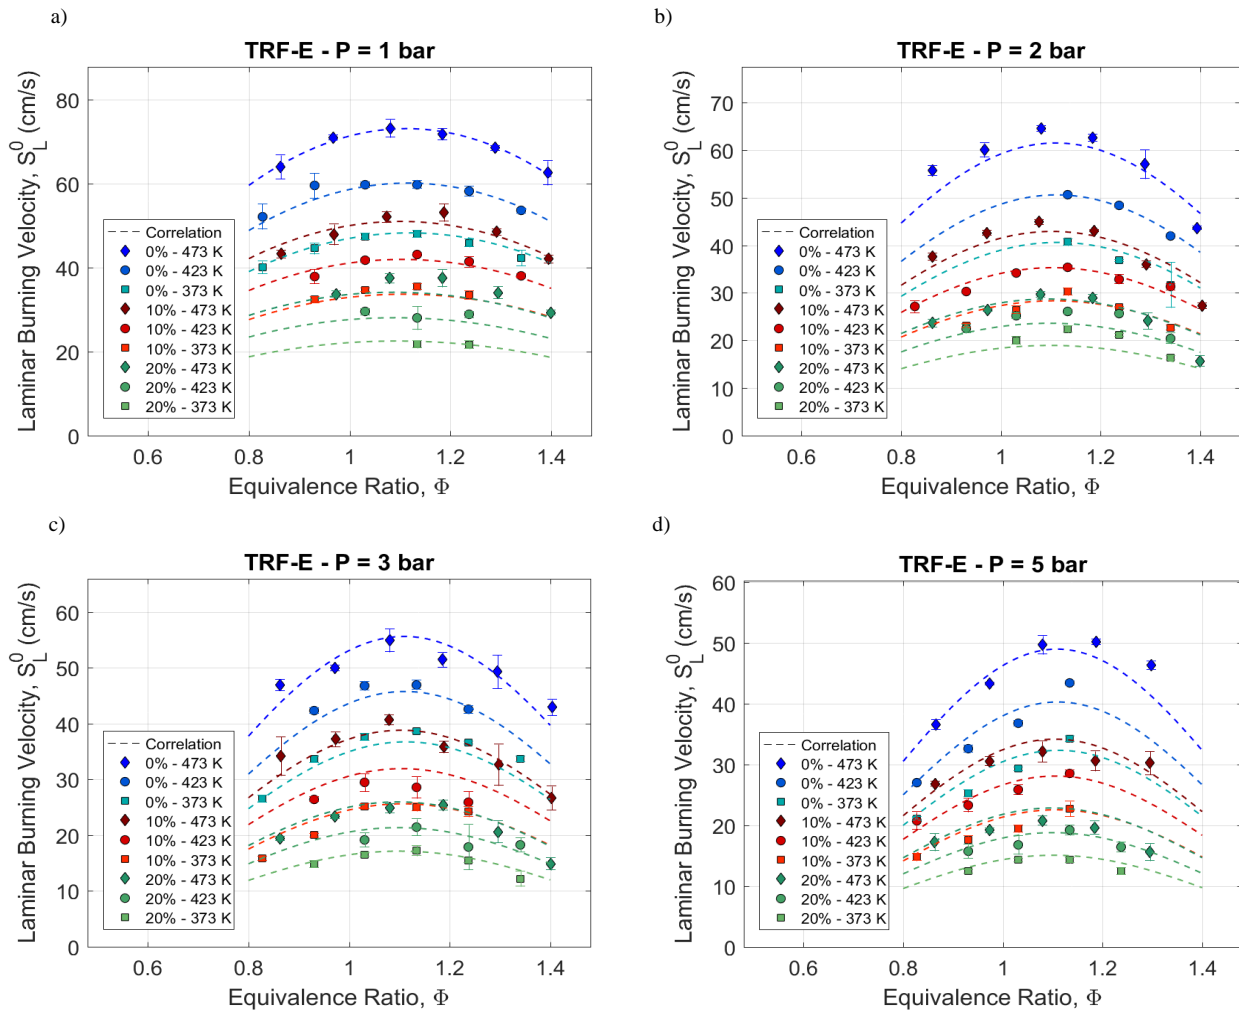 a)
TRF-E - P = 1 bar
Laminar Burning Velocity, S_L^0 (cm/s)
80
60
40
20
0
Correlation
0% - 473 K
0% - 423 K
0% - 373 K
10% - 473 K
10% - 423 K
10% - 373 K
20% - 473 K
20% - 423 K
20% - 373 K
0.6
0.8
1
1.2
1.4
Equivalence Ratio, Φ
b)
TRF-E - P = 2 bar
Laminar Burning Velocity, S_L^0 (cm/s)
70
60
50
40
30
20
10
0
Correlation
0% - 473 K
0% - 423 K
0% - 373 K
10% - 473 K
10% - 423 K
10% - 373 K
20% - 473 K
20% - 423 K
20% - 373 K
0.6
0.8
1
1.2
1.4
Equivalence Ratio, Φ
c)
TRF-E - P = 3 bar
Laminar Burning Velocity, S_L^0 (cm/s)
60
50
40
30
20
10
0
Correlation
0% - 473 K
0% - 423 K
0% - 373 K
10% - 473 K
10% - 423 K
10% - 373 K
20% - 473 K
20% - 423 K
20% - 373 K
0.6
0.8
1
1.2
1.4
Equivalence Ratio, Φ
d)
TRF-E - P = 5 bar
Laminar Burning Velocity, S_L^0 (cm/s)
60
50
40
30
20
10
0
Correlation
0% - 473 K
0% - 423 K
0% - 373 K
10% - 473 K
10% - 423 K
10% - 373 K
20% - 473 K
20% - 423 K
20% - 373 K
0.6
0.8
1
1.2
1.4
Equivalence Ratio, Φ